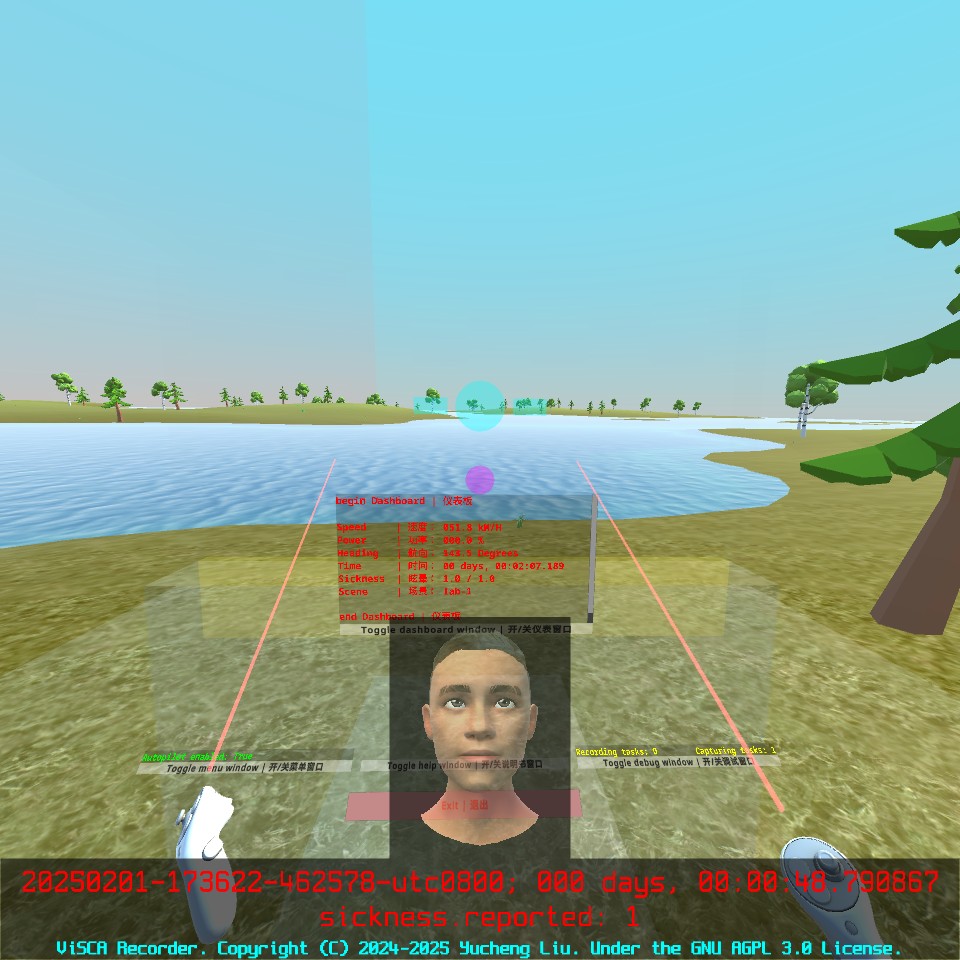 begin Dashboard | 仪表板
Speed | 速度: 051.8 kM/H
Power | 功率: 000.0 %
Heading | 航向: 148.5 Degrees
Time | 时间: 00 days, 00:02:07.189
Sickness | 眩晕: 1.0 / 1.0
Scene | 场景: lab-3
end Dashboard | 仪表板
Toggle dashboard window | 开/关仪表窗口
Autopilot enabled: True
Recording tasks: 0 Capturing tasks: 1
Toggle menu window | 开/关菜单窗口
Toggle help window | 开/关说明书窗口
Toggle debug window | 开/关调试窗口
Exit | 退出
20250201-173622-462578-utc0800; 000 days, 00:00:48.790867
sickness.reported: 1
ViSCA Recorder. Copyright (C) 2024-2025 Yucheng Liu. Under the GNU AGPL 3.0 License.